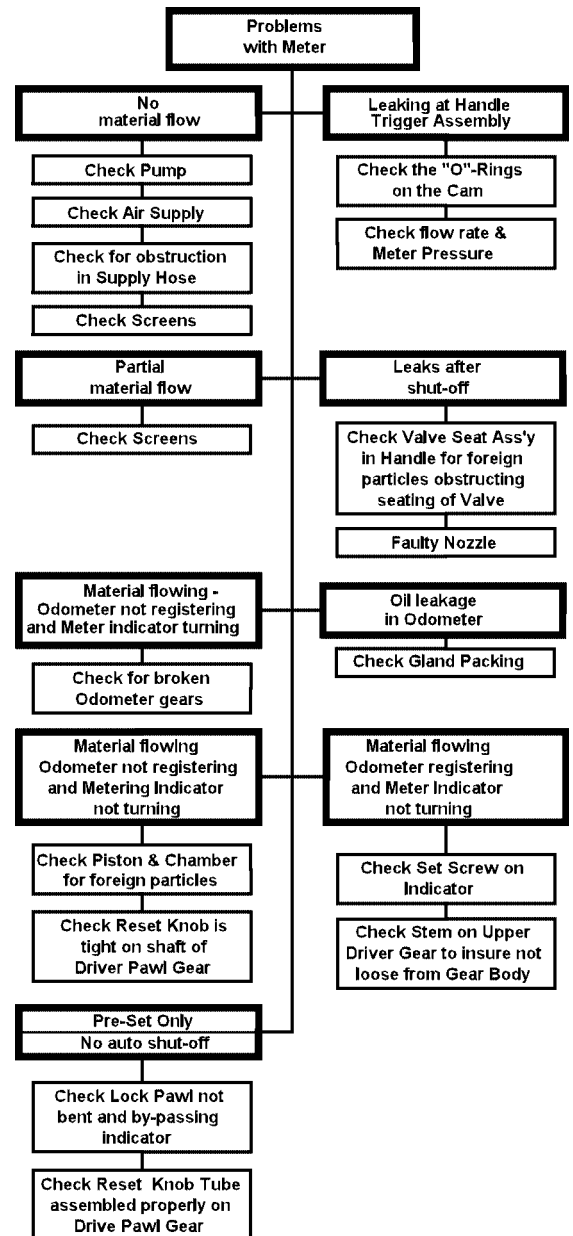 Problems
with Meter
No
material flow
Check Pump
Check Air Supply
Check for obstruction
in Supply Hose
Check Screens
Leaking at Handle
Trigger Assembly
Check the "O"-Rings
on the Cam
Check flow rate &
Meter Pressure
Partial
material flow
Check Screens
Leaks after
shut-off
Check Valve Seat Ass'y
in Handle for foreign
particles obstructing
seating of Valve
Faulty Nozzle
Material flowing -
Odometer not registering
and Meter indicator turning
Check for broken
Odometer gears
Oil leakage
in Odometer
Check Gland Packing
Material flowing
Odometer not registering
and Metering Indicator
not turning
Check Piston & Chamber
for foreign particles
Check Reset Knob is
tight on shaft of
Driver Pawl Gear
Material flowing
Odometer registering
and Meter Indicator
not turning
Check Set Screw on
Indicator
Check Stem on Upper
Driver Gear to insure not
loose from Gear Body
Pre-Set Only
No auto shut-off
Check Lock Pawl not
bent and by-passing
indicator
Check Reset Knob Tube
assembled properly on
Drive Pawl Gear